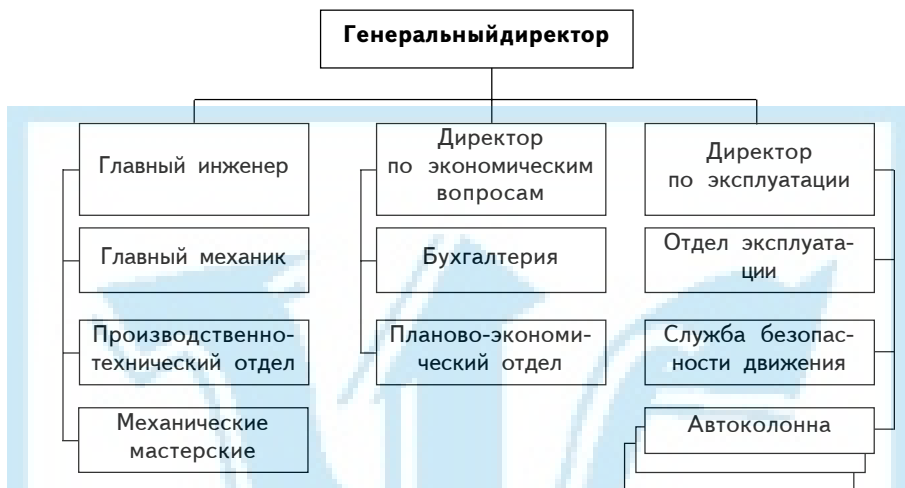 Генеральныйдиректор
Главный инженер
Директор
по экономическим
вопросам
Директор
по эксплуатации
Главный механик
Бухгалтерия
Отдел эксплуата-
ции
Производственно-
технический отдел
Планово-экономи-
ческий отдел
Служба безопас-
ности движения
Механические
мастерские
Автоколонна